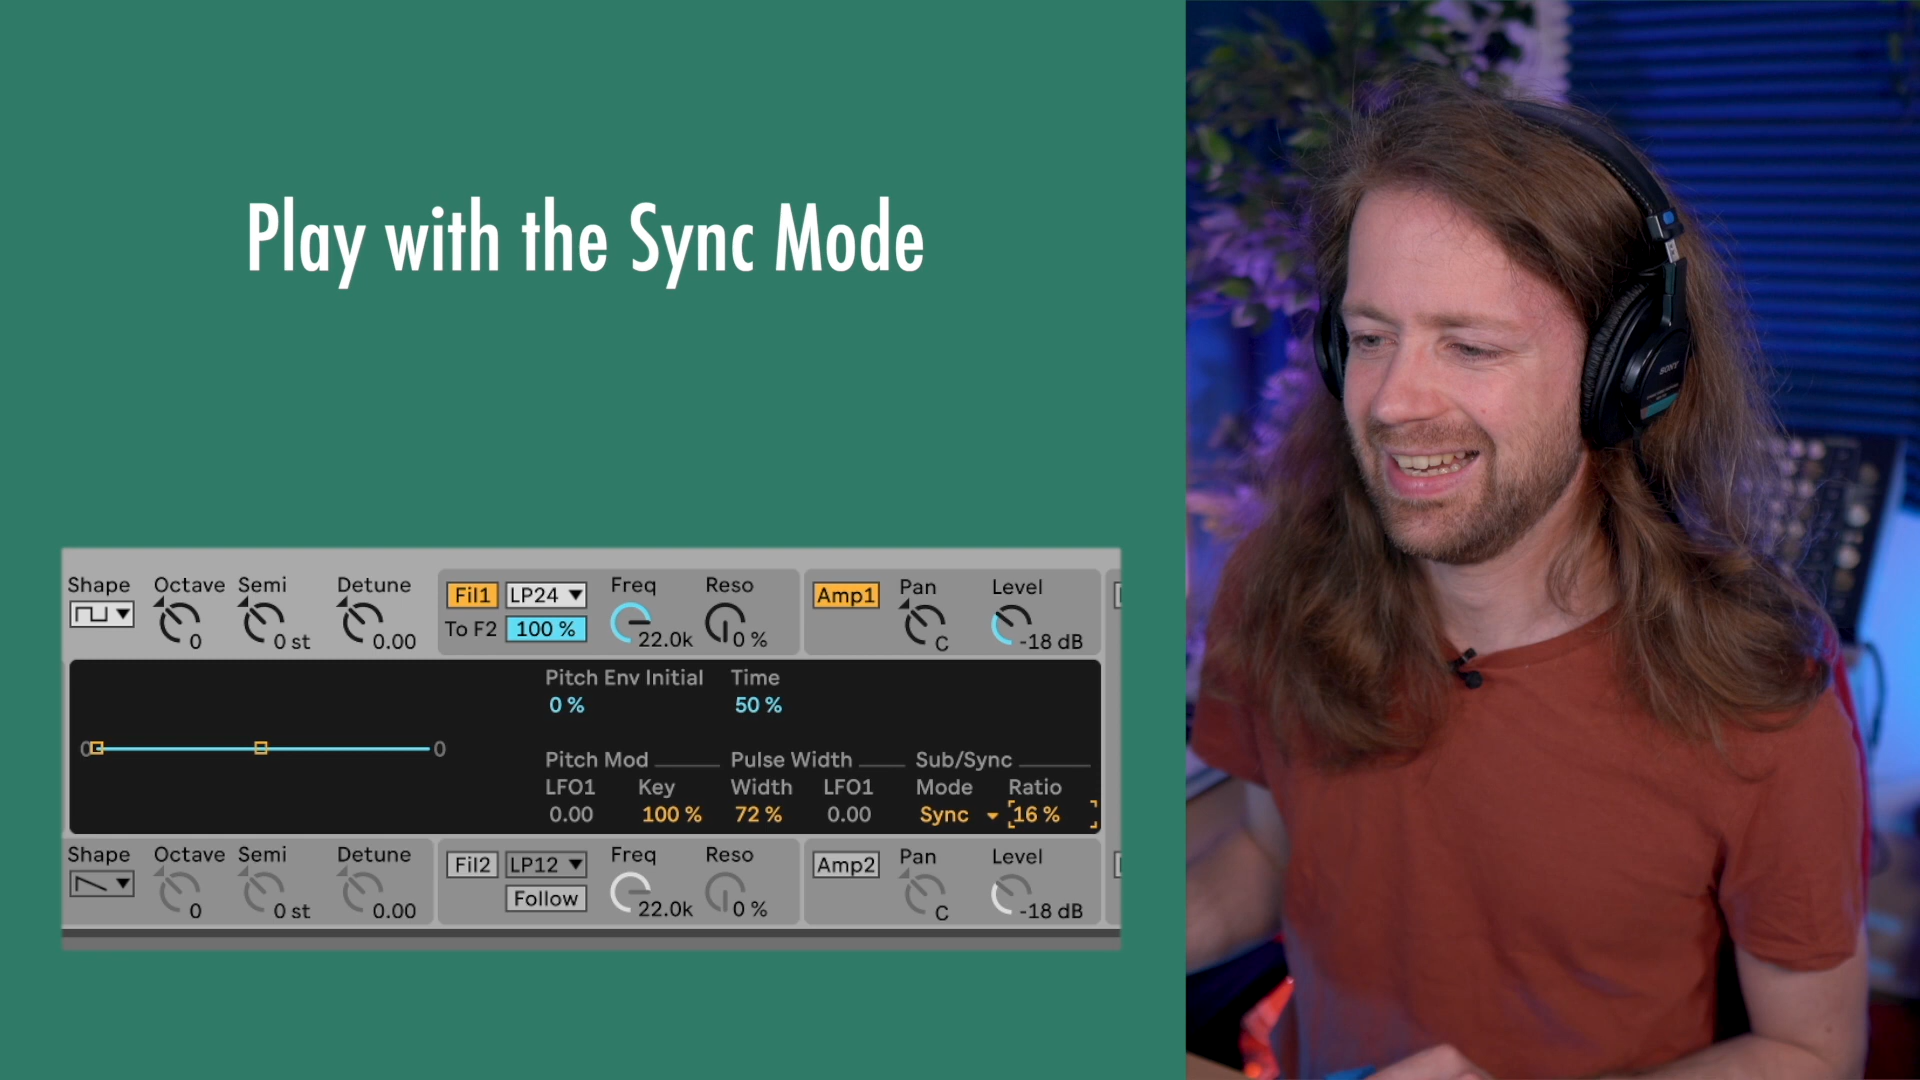 Play with the Sync Mode
Shape Octave Semi Detune Fil1 LP24 Freq Reso Amp1 Pan Level
0 0 st 0.00 To F2 100 % 22.0k 0 % C -18 dB
Pitch Env Initial Time
0 % 50 %
0 0
Pitch Mod Pulse Width Sub/Sync
LFO1 Key Width LFO1 Mode Ratio
0.00 100 % 72 % 0.00 Sync 16 %
Shape Octave Semi Detune Fil2 LP12 Freq Reso Amp2 Pan Level
0 0 st 0.00 Follow 22.0k 0 % C -18 dB
SONY